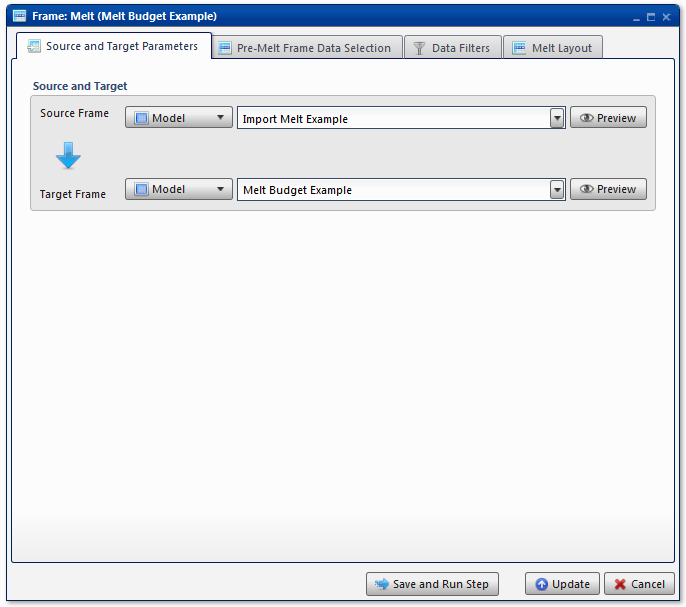 Frame: Melt (Melt Budget Example)
Source and Target Parameters Pre-Melt Frame Data Selection Data Filters Melt Layout
Source and Target
Source Frame Model Import Melt Example Preview
Target Frame Model Melt Budget Example Preview
Save and Run Step Update Cancel